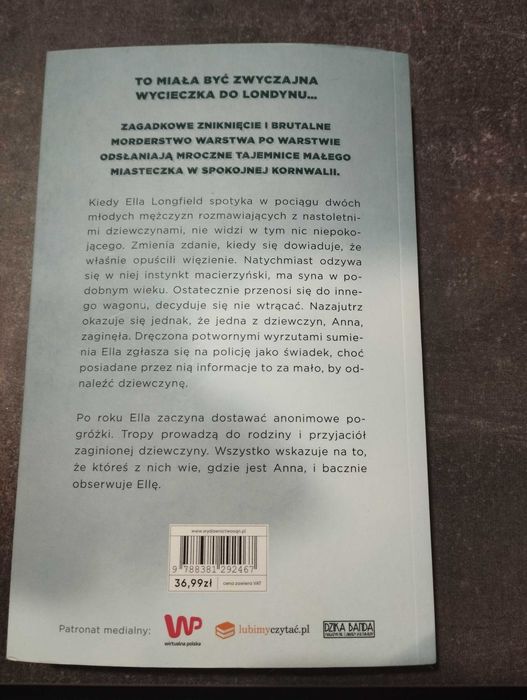 TO MIAŁA BYĆ ZWYCZAJNA
WYCIECZKA DO LONDYNU...
ZAGADKOWE ZNIKNIĘCIE I BRUTALNE
MORDERSTWO WARSTWA PO WARSTWIE
ODSŁANIAJĄ MROCZNE TAJEMNICE MAŁEGO
MIASTECZKA W SPOKOJNEJ KORNWALII.
Kiedy Ella Longfield spotyka w pociągu dwóch
młodych mężczyzn rozmawiających z nastoletni-
mi dziewczynami, nie widzi w tym nic niepoko-
jącego. Zmienia zdanie, kiedy się dowiaduje, że
właśnie opuścili więzienie. Natychmiast odzywa
się w niej instynkt macierzyński, ma syna w po-
dobnym wieku. Ostatecznie przenosi się do inne-
go wagonu, decyduje się nie wtrącać. Nazajutrz
okazuje się jednak, że jedna z dziewczyn, Anna,
zaginęła. Dręczona potwornymi wyrzutami sumie-
nia Ella zgłasza się na policję jako świadek, choć
posiadane przez nią informacje to za mało, by od-
naleźć dziewczynę.
Po roku Ella zaczyna dostawać anonimowe po-
gróżki. Tropy prowadzą do rodziny i przyjaciół
zaginionej dziewczyny. Wszystko wskazuje na to,
że któreś z nich wie, gdzie jest Anna, i bacznie
obserwuje Ellę.
www.wydawnictwosqn.pl
9 788381 292467
36,99zł cena zawiera VAT
Patronat medialny: WP wirtualna polska lubimyczytać.pl DZIKA BANDA